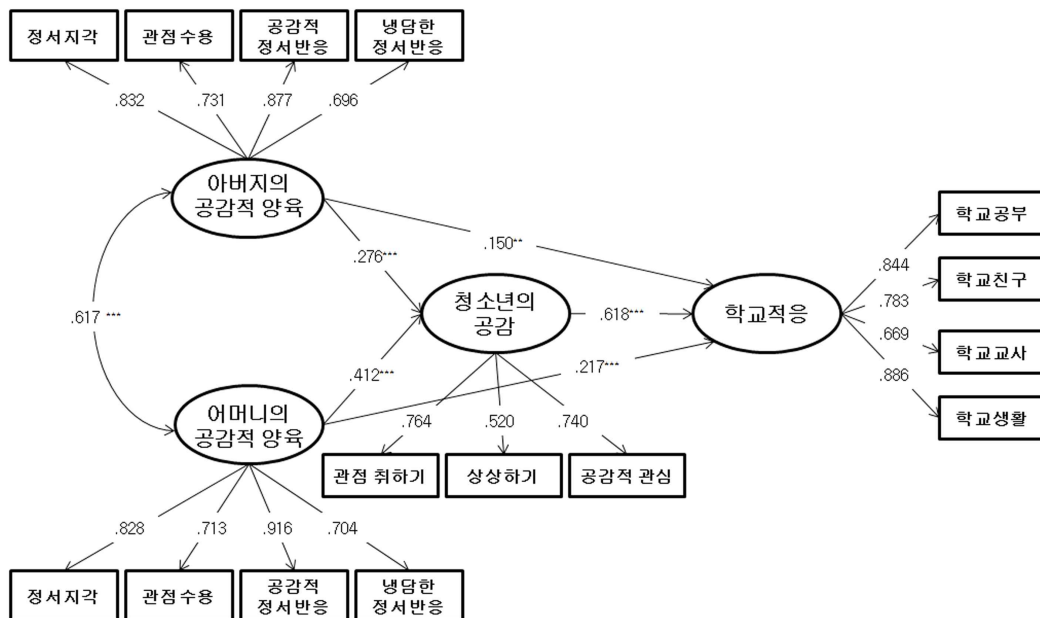 정서지각
관점수용
공감적
정서반응
냉담한
정서반응
.832
.731
.877
.696
아버지의
공감적 양육
.150**
.276***
.617 ***
청소년의
공감
.618***
학교적응
.844
.783
.669
.886
학교공부
학교친구
학교교사
학교생활
.412***
.217***
어머니의
공감적 양육
.764
.520
.740
관점 취하기
상상하기
공감적 관심
.828
.713
.916
.704
정서지각
관점수용
공감적
정서반응
냉담한
정서반응